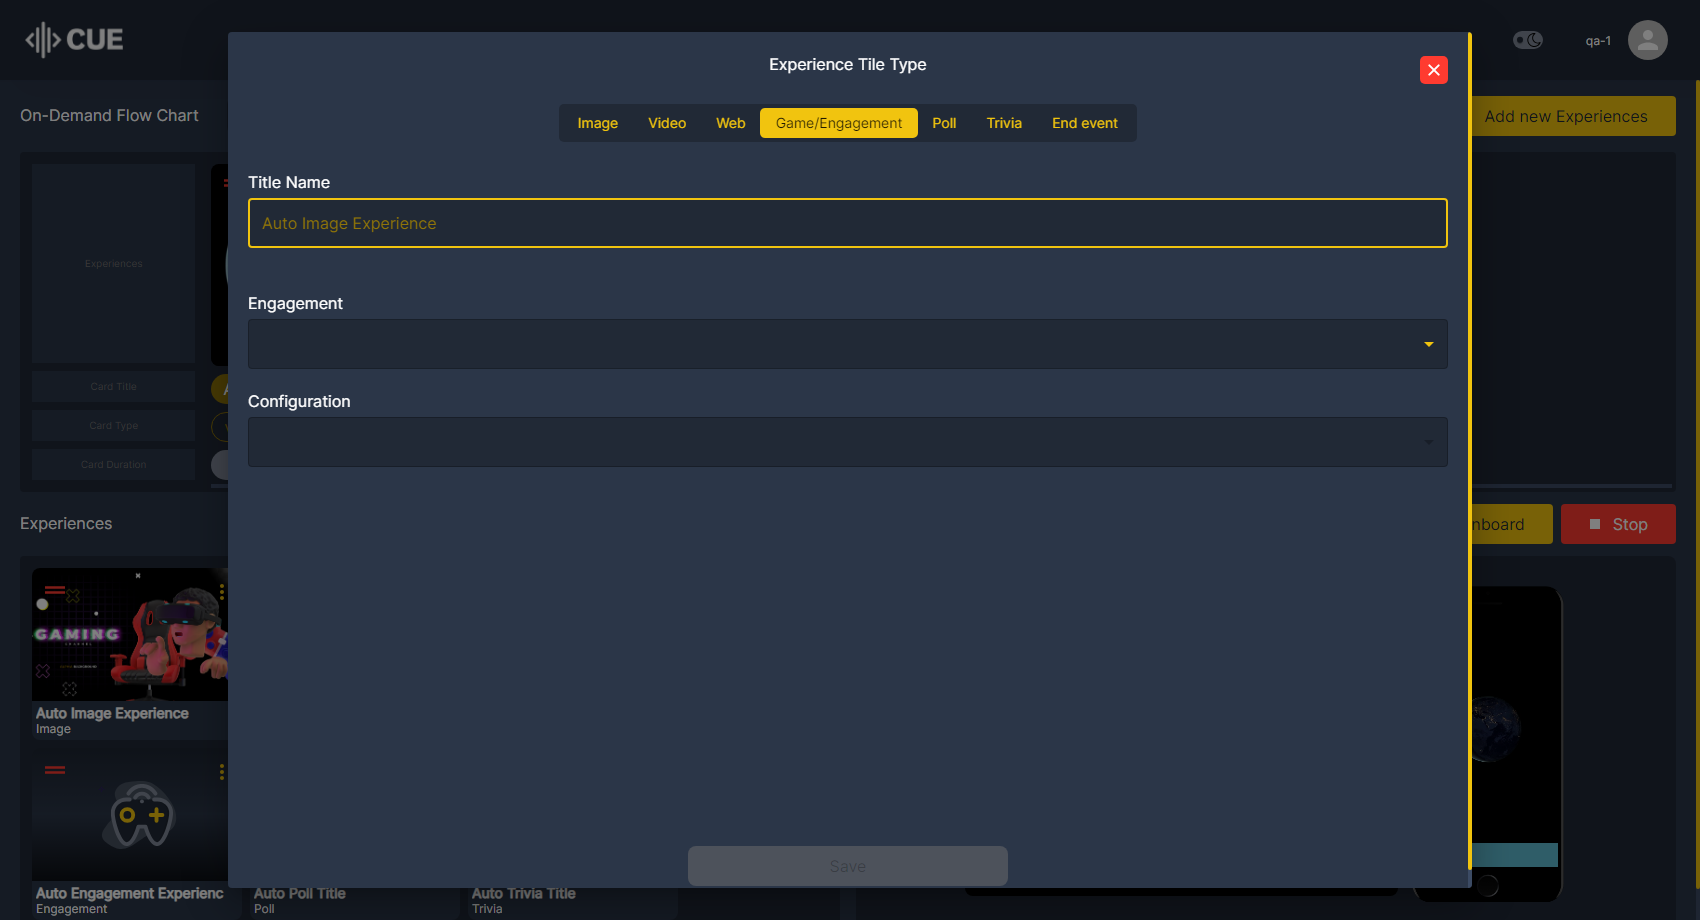 CUE
qa-1
Experience Tile Type
Image
Video
Web
Game/Engagement
Poll
Trivia
End event
On-Demand Flow Chart
Add new Experiences
Title Name
Auto Image Experience
Engagement
Configuration
Experiences
Card Title
Card Type
Card Duration
Experiences
nboard
Stop
GAMING
Auto Image Experience
Image
Save
Auto Engagement Experienc
Engagement
Auto Poll Title
Poll
Auto Trivia Title
Trivia